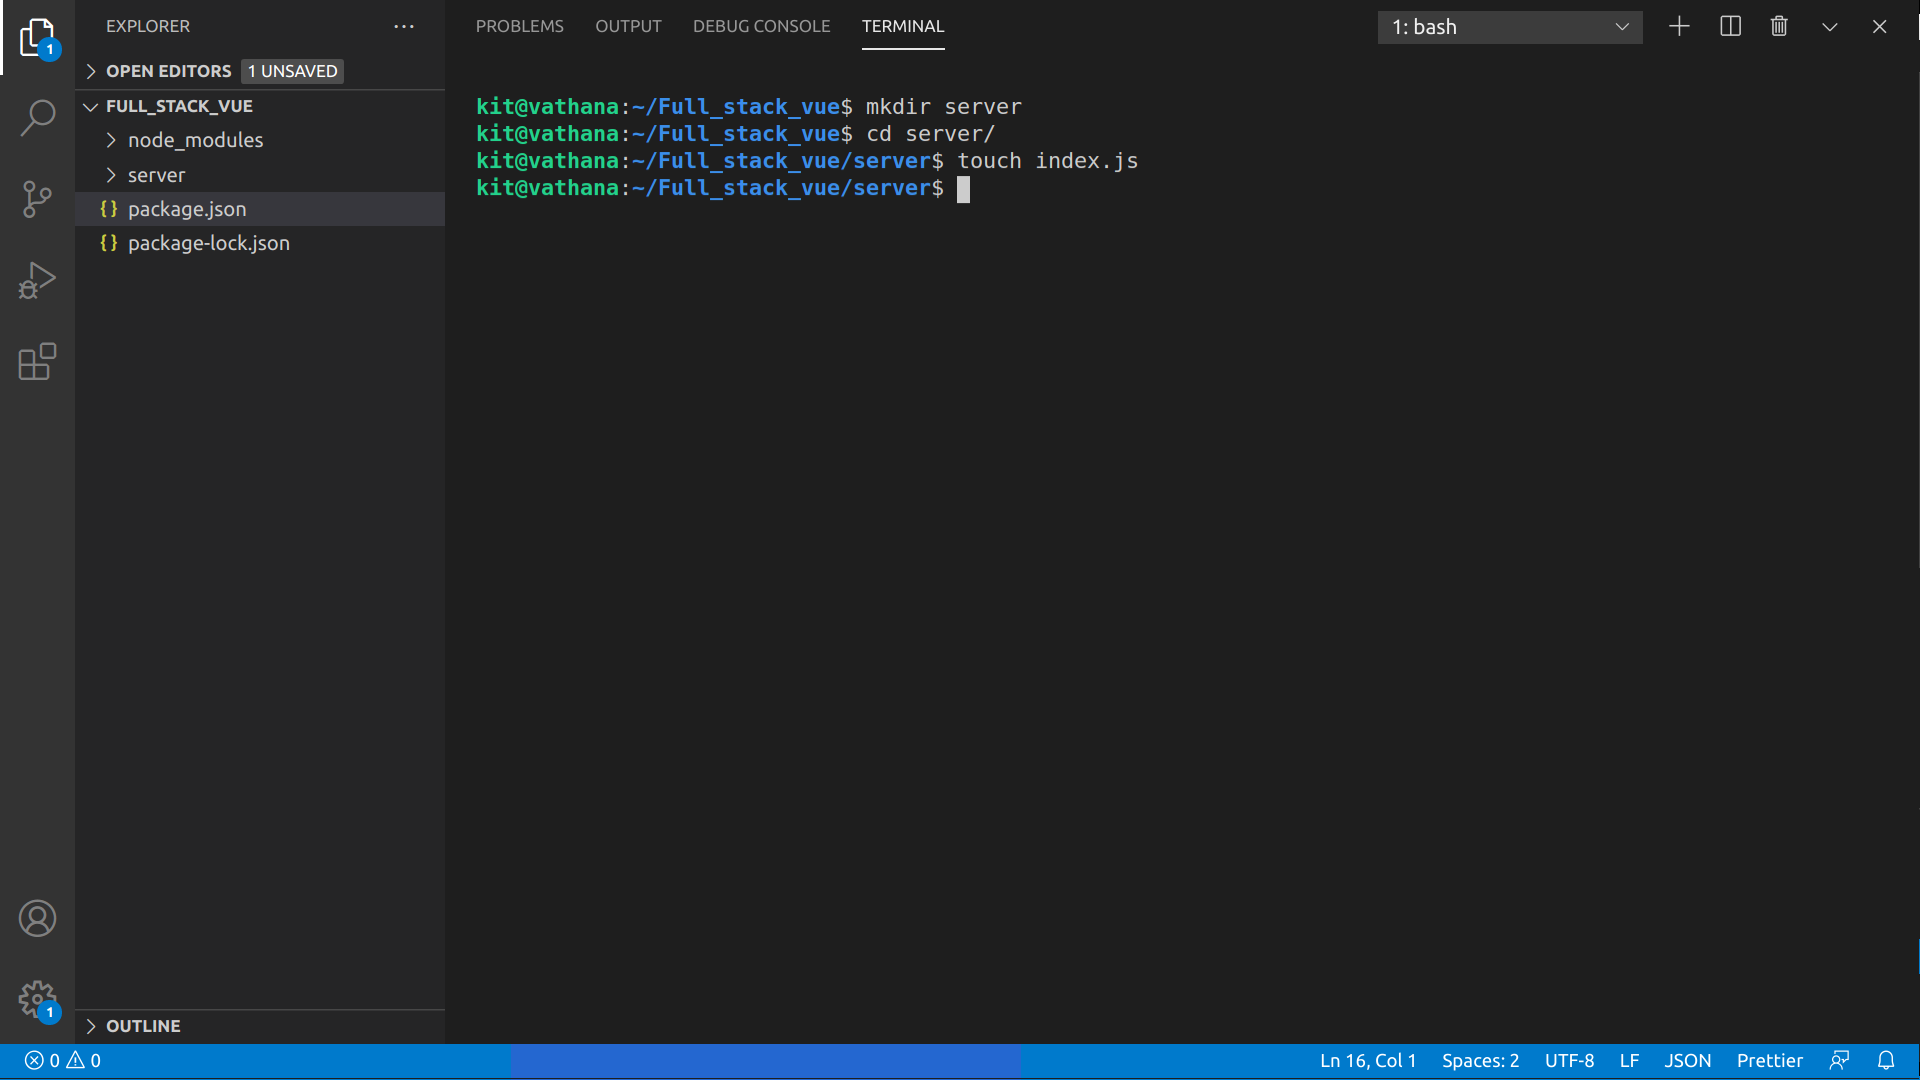 EXPLORER
1
OPEN EDITORS 1 UNSAVED
FULL_STACK_VUE
node_modules
server
{} package.json
{} package-lock.json
OUTLINE
1
PROBLEMS OUTPUT DEBUG CONSOLE TERMINAL
1: bash
kit@vathana:~/Full_stack_vue$ mkdir server
kit@vathana:~/Full_stack_vue$ cd server/
kit@vathana:~/Full_stack_vue/server$ touch index.js
kit@vathana:~/Full_stack_vue/server$
0 0
Ln 16, Col 1 Spaces: 2 UTF-8 LF JSON Prettier